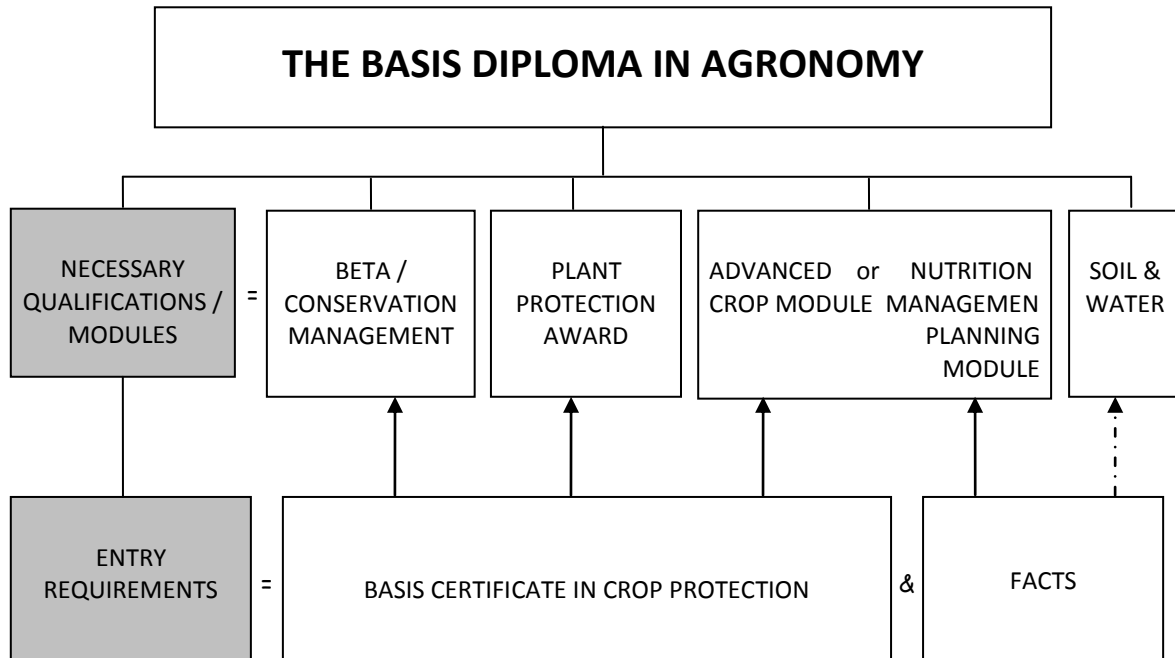 THE BASIS DIPLOMA IN AGRONOMY
NECESSARY
QUALIFICATIONS /
MODULES
=
BETA /
CONSERVATION
MANAGEMENT
PLANT
PROTECTION
AWARD
ADVANCED or NUTRITION
CROP MODULE MANAGEMEN
PLANNING
MODULE
SOIL &
WATER
ENTRY
REQUIREMENTS
=
BASIS CERTIFICATE IN CROP PROTECTION
&
FACTS